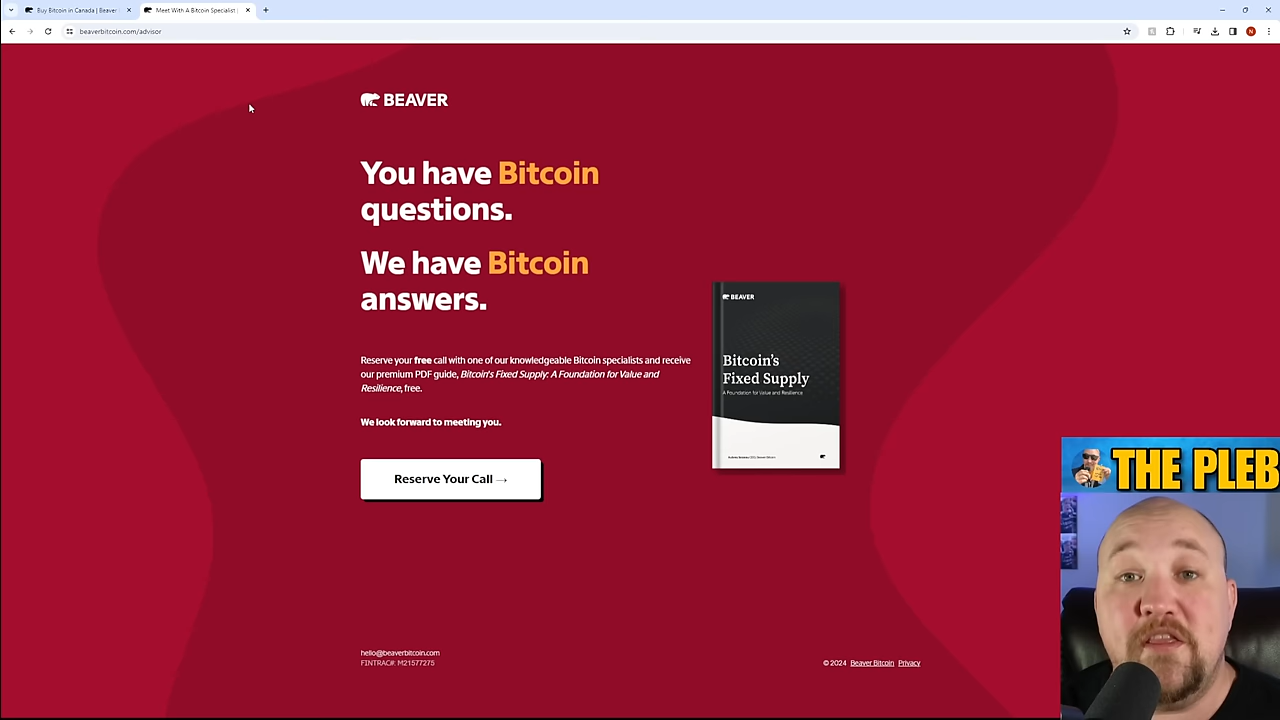 Buy Bitcoin in Canada | Beaver
Meet With A Bitcoin Specialist
beaverbitcoin.com/advisor
N
BEAVER
You have Bitcoin
questions.
We have Bitcoin
answers.
Reserve your free call with one of our knowledgeable Bitcoin specialists and receive
our premium PDF guide, Bitcoin's Fixed Supply: A Foundation for Value and
Resilience, free.
We look forward to meeting you.
Reserve Your Call →
BEAVER
Bitcoin's
Fixed Supply
A Foundation for Value and Resilience
THE PLEB
hello@beaverbitcoin.com
FINTRAC#: M21577275
© 2024 Beaver Bitcoin Privacy